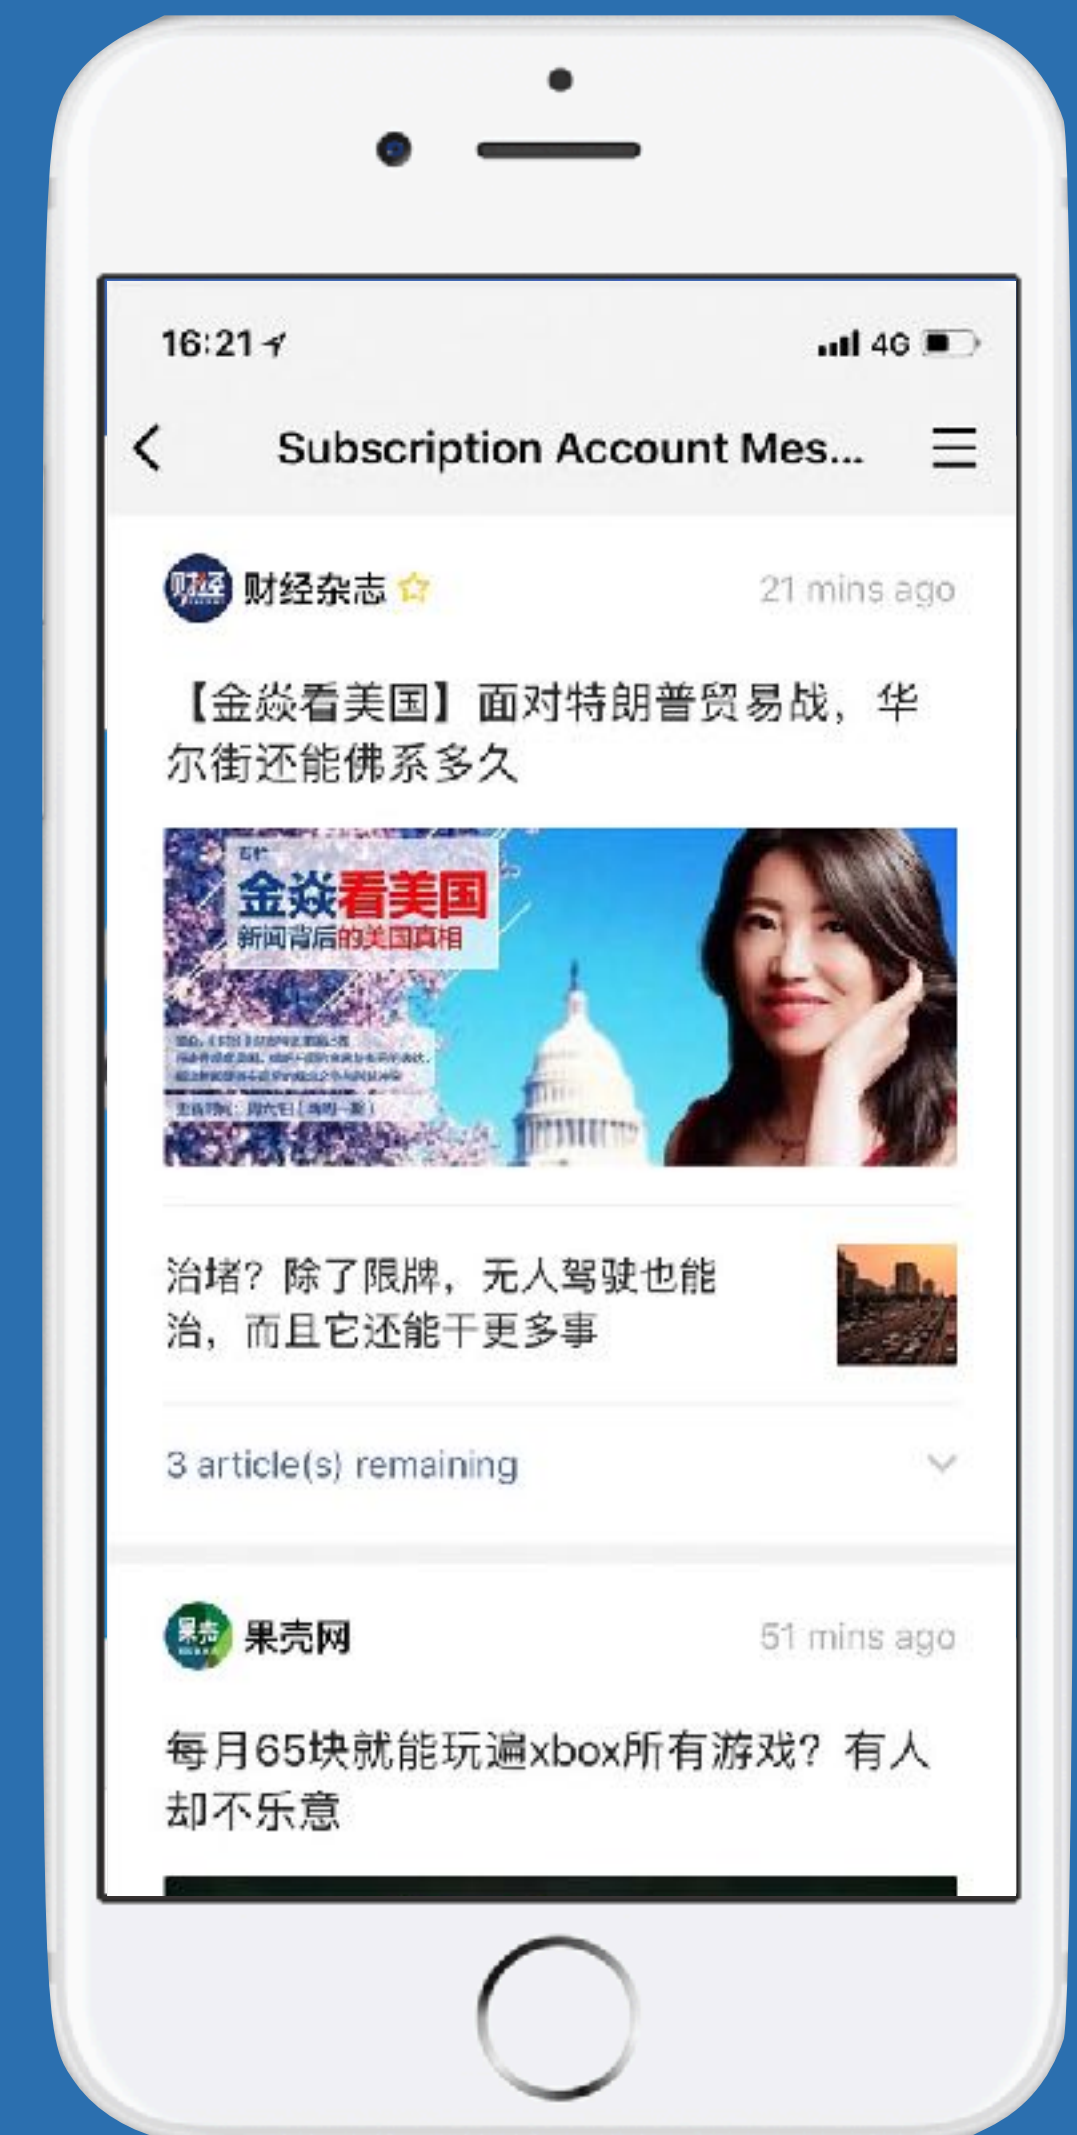 16:21
4G
Subscription Account Mes...
财经
财经杂志
21 mins ago
【金焱看美国】面对特朗普贸易战，华
尔街还能佛系多久
金焱看美国
新闻背后的美国真相
治堵？除了限牌，无人驾驶也能
治，而且它还能干更多事
3 article(s) remaining
果壳
果壳网
51 mins ago
每月65块就能玩遍xbox所有游戏？有人
却不乐意